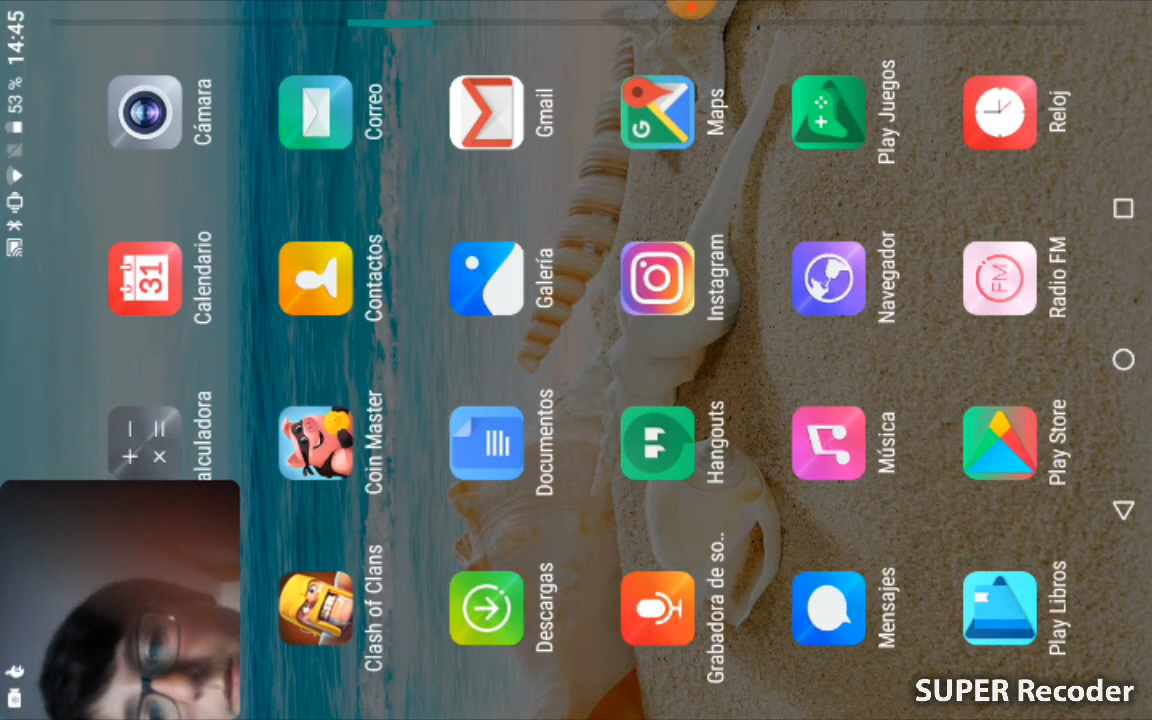 53 % 14:45
31
alculadora Calendario Cámara
Clash of Clans Coin Master Contactos Correo
Descargas Documentos Galería Gmail
G
Grabadora de so.. Hangouts Instagram Maps
Mensajes Música Navegador Play Juegos
FM
Play Libros Play Store Radio FM Reloj
SUPER Recoder